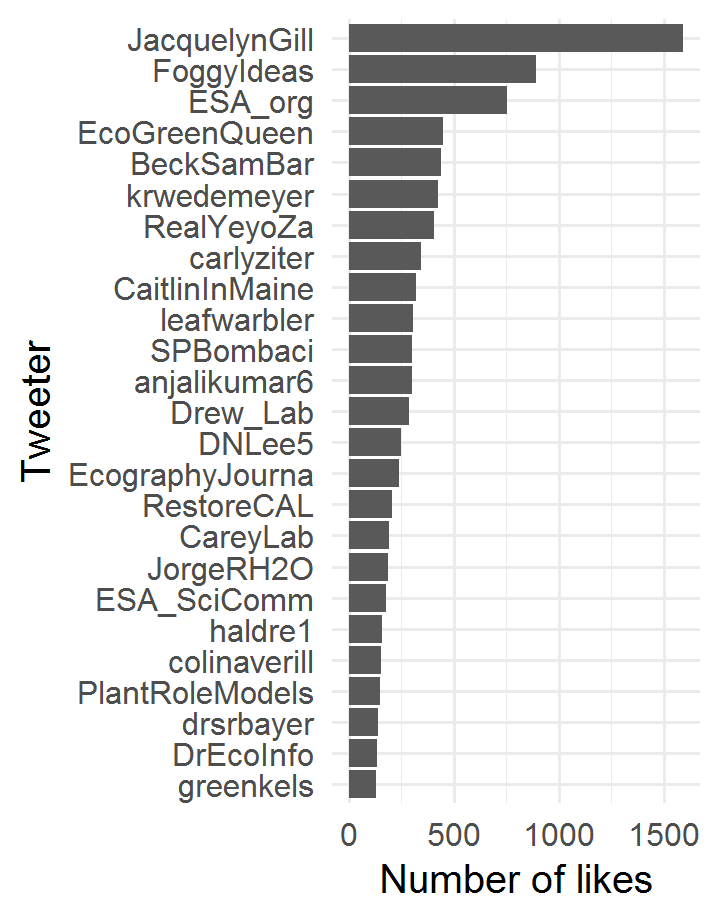 JacquelynGill
FoggyIdeas
ESA_org
EcoGreenQueen
BeckSamBar
krwedemeyer
RealYeyoZa
carlyziter
CaitlinInMaine
leafwarbler
SPBombaci
anjalikumar6
Drew_Lab
DNLee5
EcographyJourna
RestoreCAL
CareyLab
JorgeRH2O
ESA_SciComm
haldre1
colinaverill
PlantRoleModels
drsrbayer
DrEcoInfo
greenkels
Tweeter
0 500 1000 1500
Number of likes